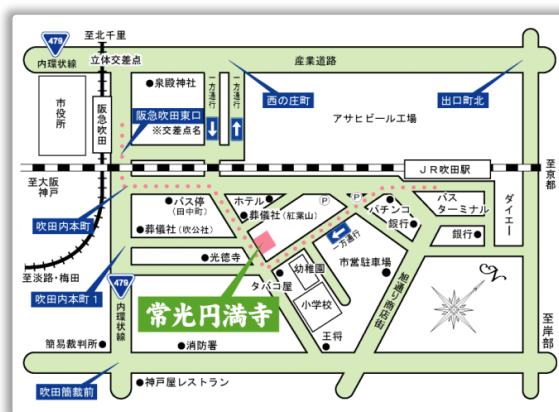 至北千里
479
内環状線
立体交差点
産業道路
泉殿神社
一方通行
一方通行
市役所
阪急吹田
阪急吹田東口
※交差点名
西の庄町
出口町北
アサヒビール工場
JR吹田駅
至大阪
神戸
至京都
バス停
(田中町)
ホテル
葬儀社(紅葉山)
P
P
パチンコ
銀行
バス
ターミナル
ダイエー
吹田内本町
葬儀社(吹公社)
銀行
一方通行
光徳寺
幼稚園
市営駐車場
至淡路・梅田
吹田内本町1
タバコ屋
旭通り商店街
N
479
内環状線
常光円満寺
小学校
至岸部
簡易裁判所
消防署
王将
吹田簡裁前
神戸屋レストラン